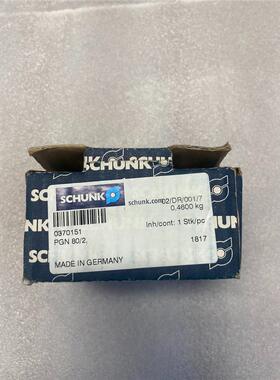 SCHUNK
SCHUNK
schunk.com
02/DR/001/7
0,4600 kg
Inh/cont: 1 Stk/pc
0370151
PGN 80/2,
1817
MADE IN GERMANY